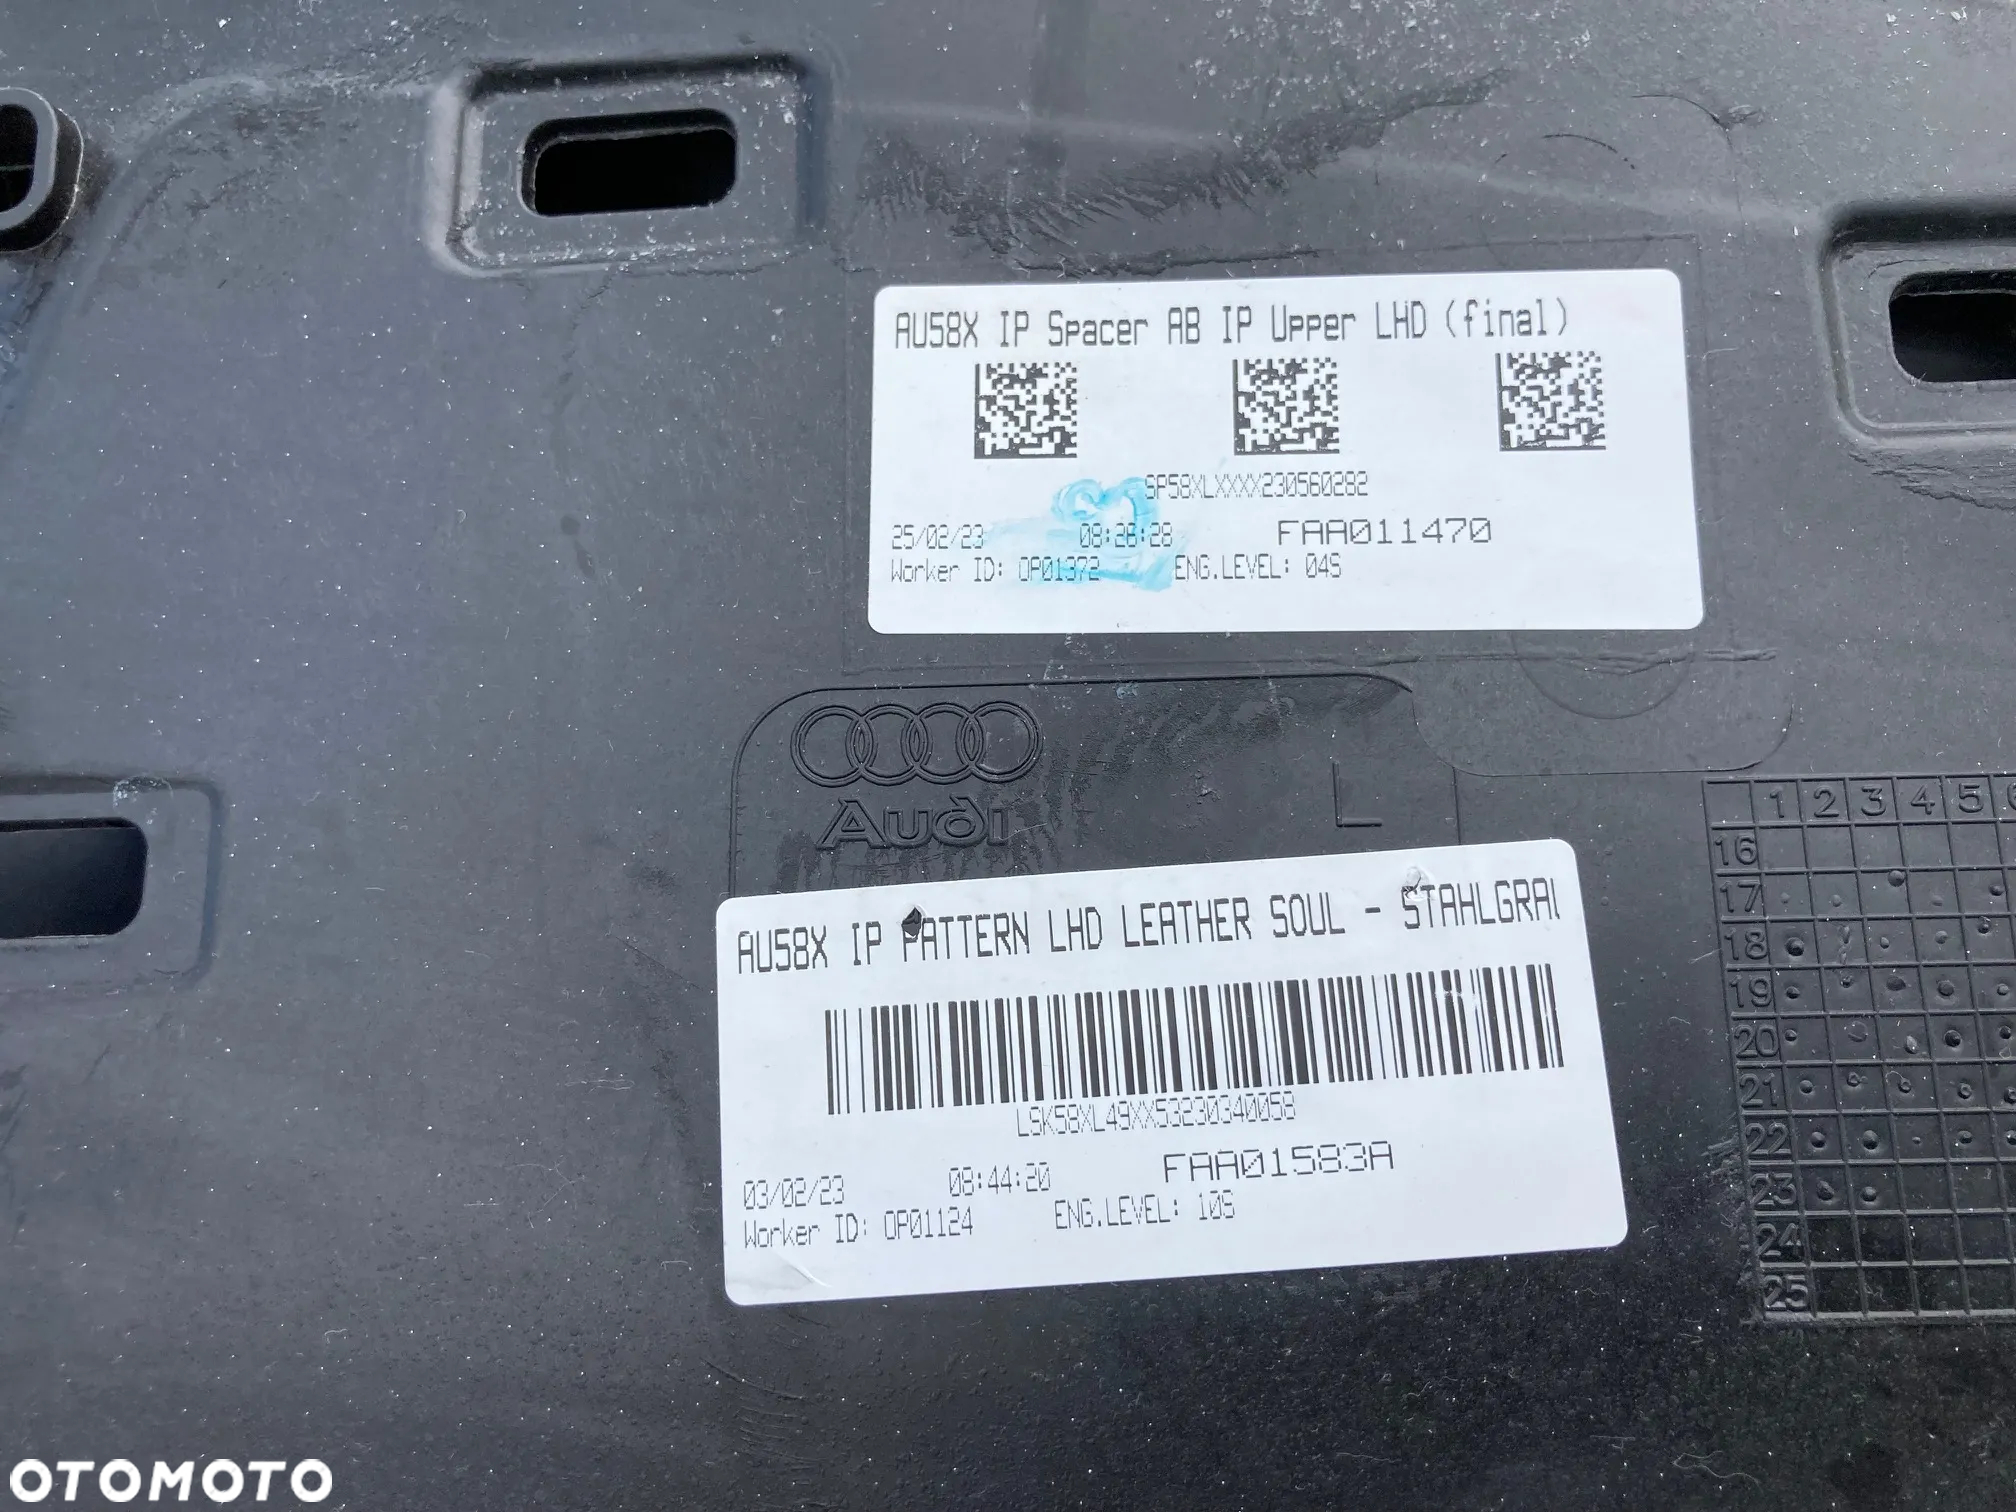 AU58X IP Spacer AB IP Upper LHD (final)
SP58XLXXXX230560282
25/02/23 08:26:28 FAA011470
Worker ID: OP01372 ENG.LEVEL: 04S
Audi
L
1 2 3 4 5 6
16
17
18
19
20
21
22
23
24
25
AU58X IP PATTERN LHD LEATHER SOUL - STAHLGRAU
LSK58XL49XX53230340058
03/02/23 08:44:20 FAA01583A
Worker ID: OP01124 ENG.LEVEL: 10S
OTOMOTO